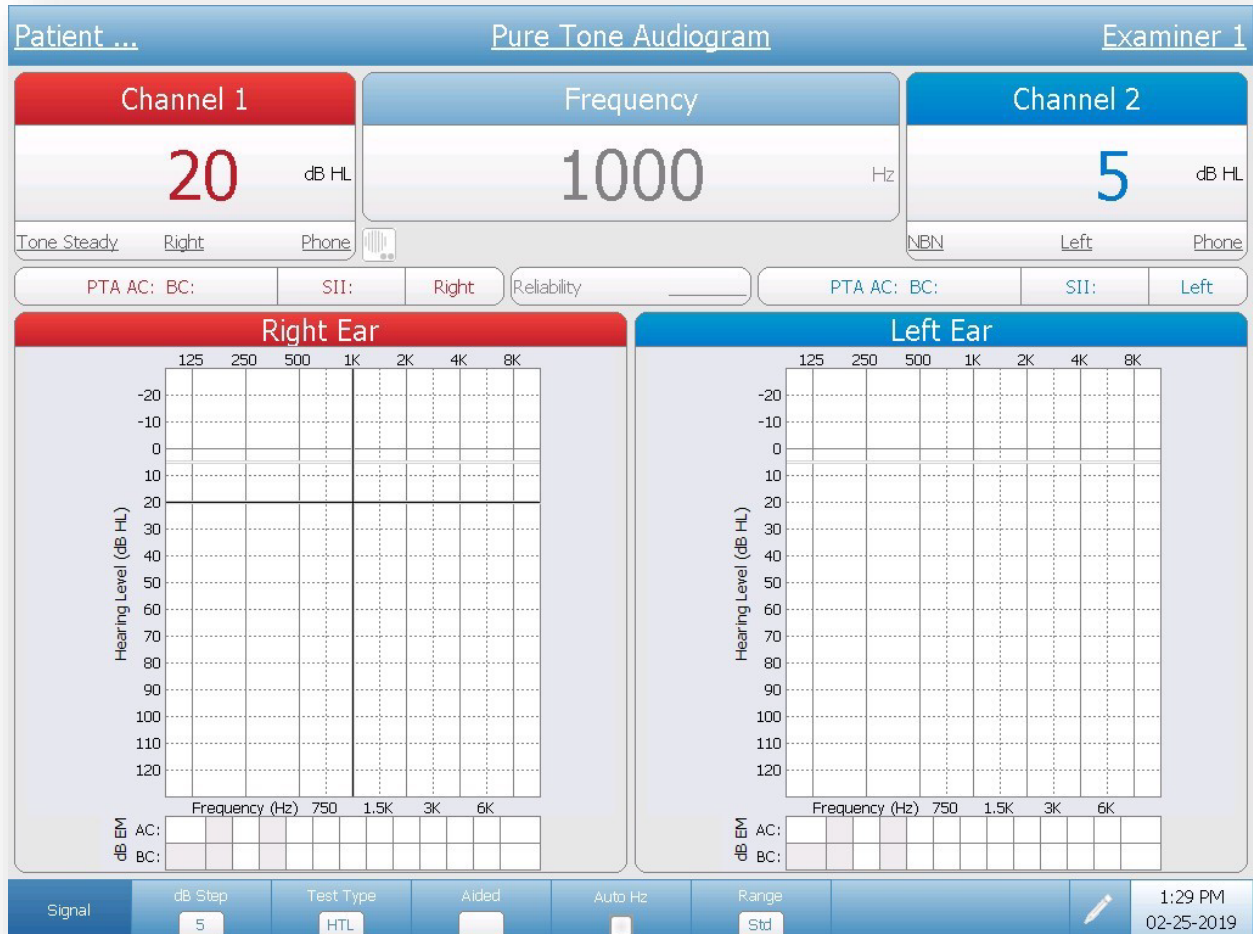 Patient ... Pure Tone Audiogram Examiner 1
Channel 1 Frequency Channel 2
20 dB HL 1000 Hz 5 dB HL
Tone Steady Right Phone NBN Left Phone
PTA AC: BC: SII: Right Reliability PTA AC: BC: SII: Left
Right Ear
125 250 500 1K 2K 4K 8K
-20
-10
0
10
20
30
40
50
60
70
80
90
100
110
120
Hearing Level (dB HL)
Frequency (Hz) 750 1.5K 3K 6K
dB EM
AC:
BC:
Left Ear
125 250 500 1K 2K 4K 8K
-20
-10
0
10
20
30
40
50
60
70
80
90
100
110
120
Hearing Level (dB HL)
Frequency (Hz) 750 1.5K 3K 6K
dB EM
AC:
BC:
Signal dB Step Test Type Aided Auto Hz Range 1:29 PM
5 HTL Std 02-25-2019